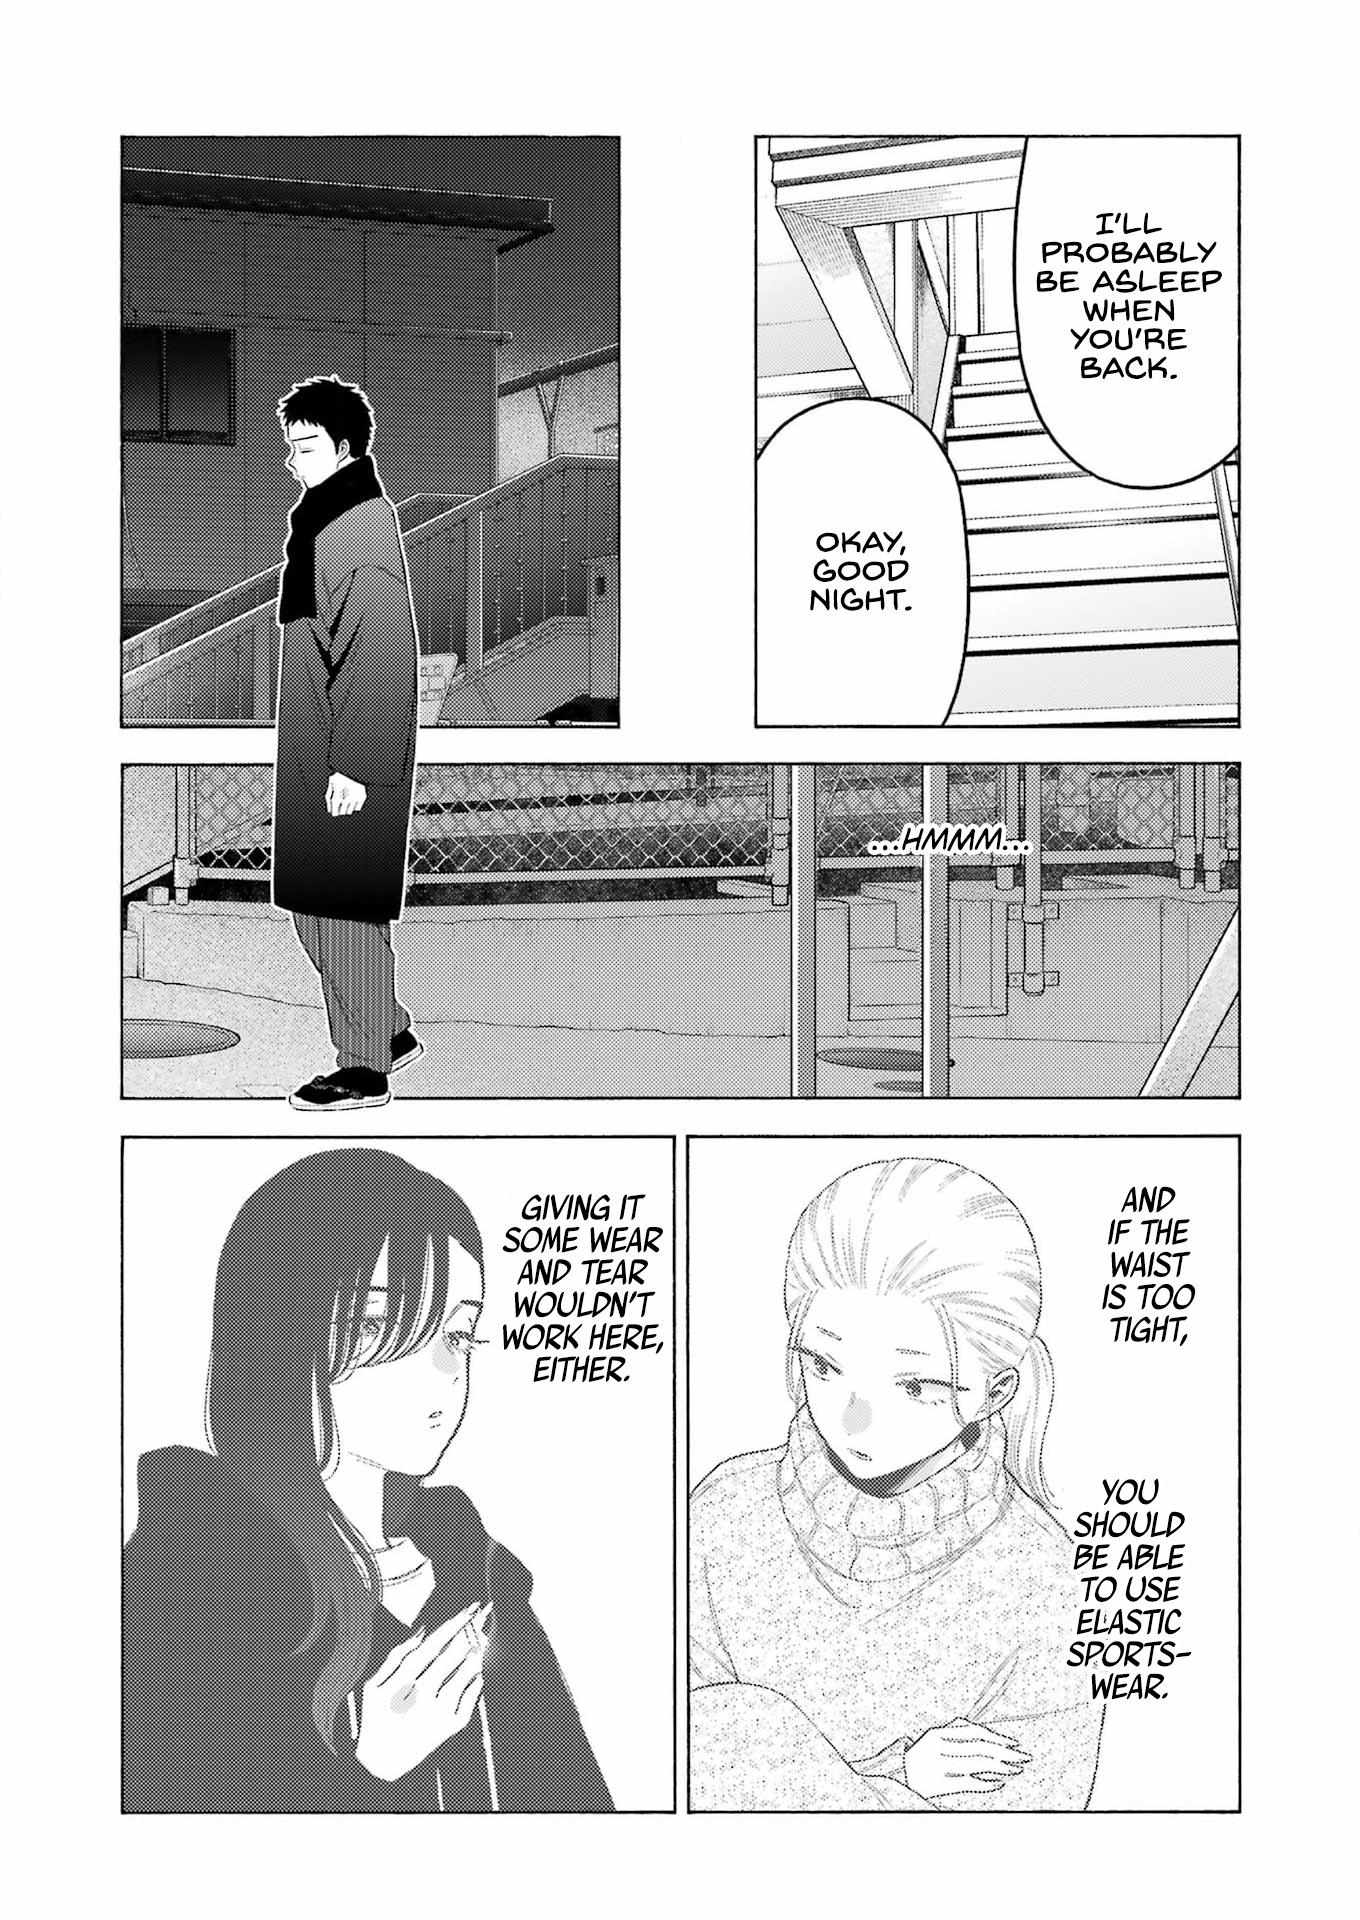 I'LL
PROBABLY
BE ASLEEP
WHEN
YOU'RE
BACK.
OKAY,
GOOD
NIGHT.
...HMMM...
AND
IF THE
WAIST
IS TOO
TIGHT,
YOU
SHOULD
BE ABLE
TO USE
ELASTIC
SPORTS-
WEAR.
GIVING IT
SOME WEAR
AND TEAR
WOULDN'T
WORK HERE,
EITHER.